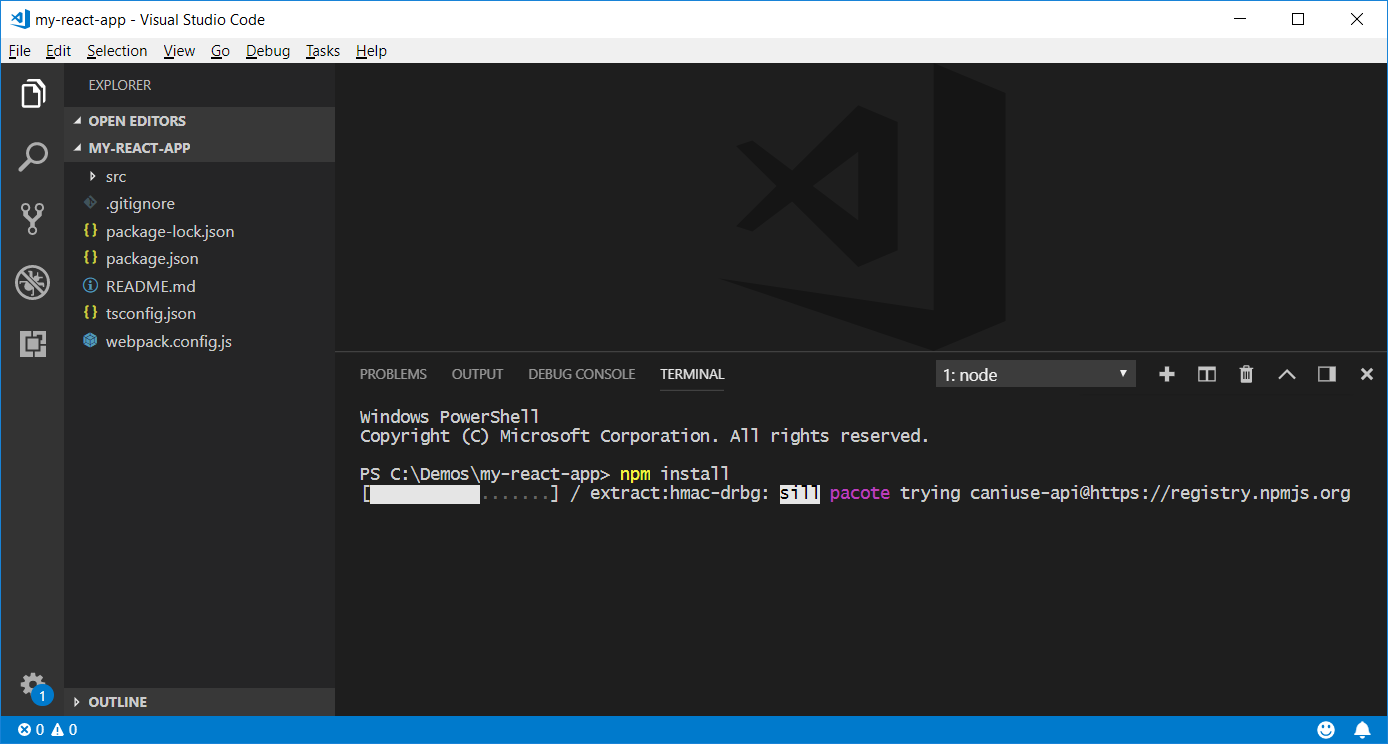 my-react-app - Visual Studio Code
File Edit Selection View Go Debug Tasks Help
EXPLORER
OPEN EDITORS
MY-REACT-APP
src
.gitignore
package-lock.json
package.json
README.md
tsconfig.json
webpack.config.js
OUTLINE
PROBLEMS OUTPUT DEBUG CONSOLE TERMINAL 1: node
Windows PowerShell
Copyright (C) Microsoft Corporation. All rights reserved.
PS C:\Demos\my-react-app> npm install
[ .......] / extract:hmac-drbg: sill pacote trying caniuse-api@https://registry.npmjs.org
1
0 0